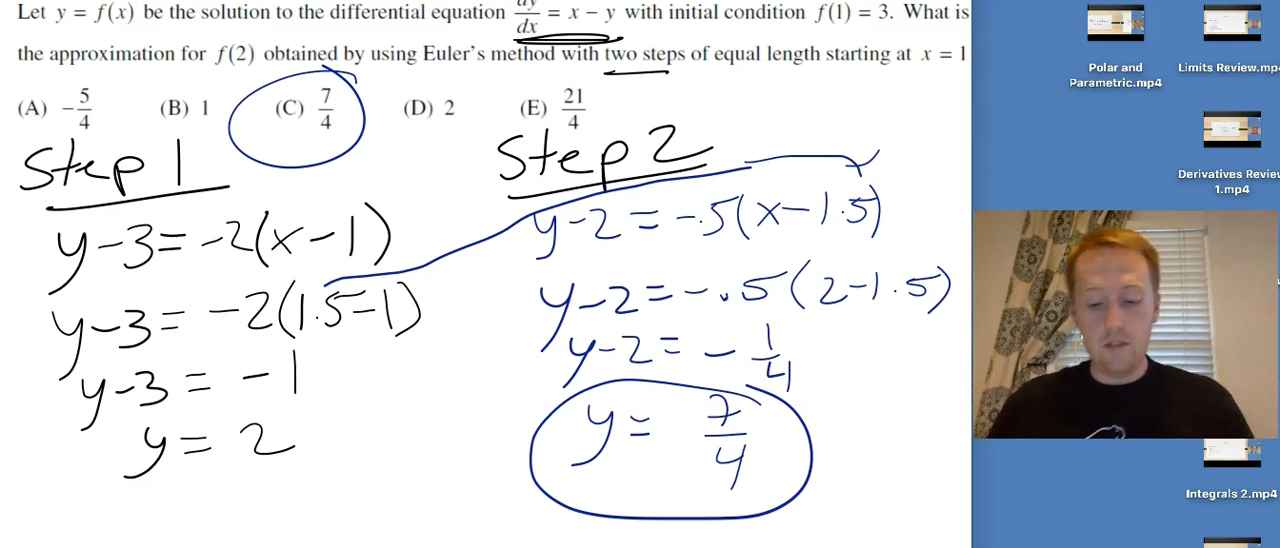 Let y = f(x) be the solution to the differential equation dy/dx = x − y with initial condition f(1) = 3. What is
the approximation for f(2) obtained by using Euler's method with two steps of equal length starting at x = 1
(A) −5/4 (B) 1 (C) 7/4 (D) 2 (E) 21/4
Step 1
y-3=-2(x-1)
y-3=-2(1.5-1)
y-3=-1
y=2
Step 2
y-2=-.5(x-1.5)
y-2=-.5(2-1.5)
y-2=-1/4
y=7/4
Polar and
Parametric.mp4
Limits Review.mp4
Derivatives Review
1.mp4
Integrals 2.mp4